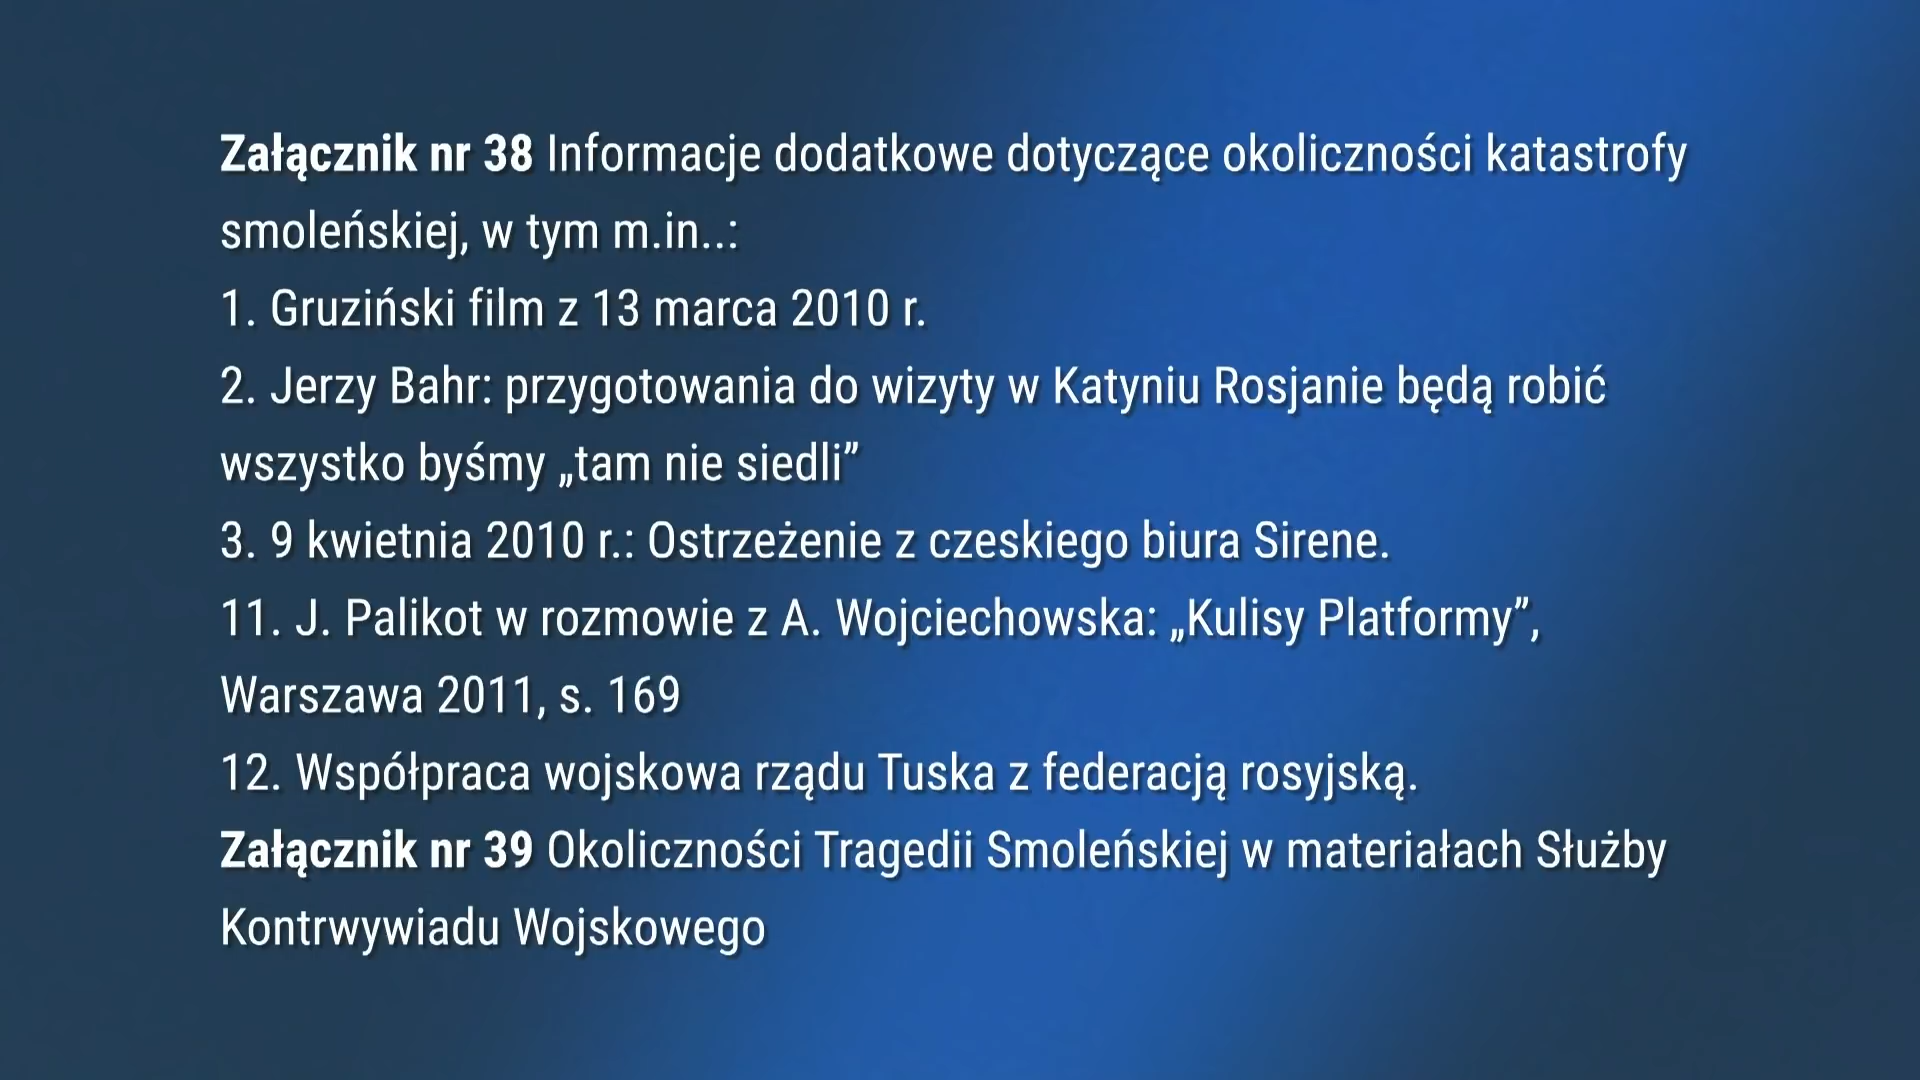 Załącznik nr 38 Informacje dodatkowe dotyczące okoliczności katastrofy
smoleńskiej, w tym m.in..:
1. Gruziński film z 13 marca 2010 r.
2. Jerzy Bahr: przygotowania do wizyty w Katyniu Rosjanie będą robić
wszystko byśmy „tam nie siedli”
3. 9 kwietnia 2010 r.: Ostrzeżenie z czeskiego biura Sirene.
11. J. Palikot w rozmowie z A. Wojciechowska: „Kulisy Platformy”,
Warszawa 2011, s. 169
12. Współpraca wojskowa rządu Tuska z federacją rosyjską.
Załącznik nr 39 Okoliczności Tragedii Smoleńskiej w materiałach Służby
Kontrwywiadu Wojskowego